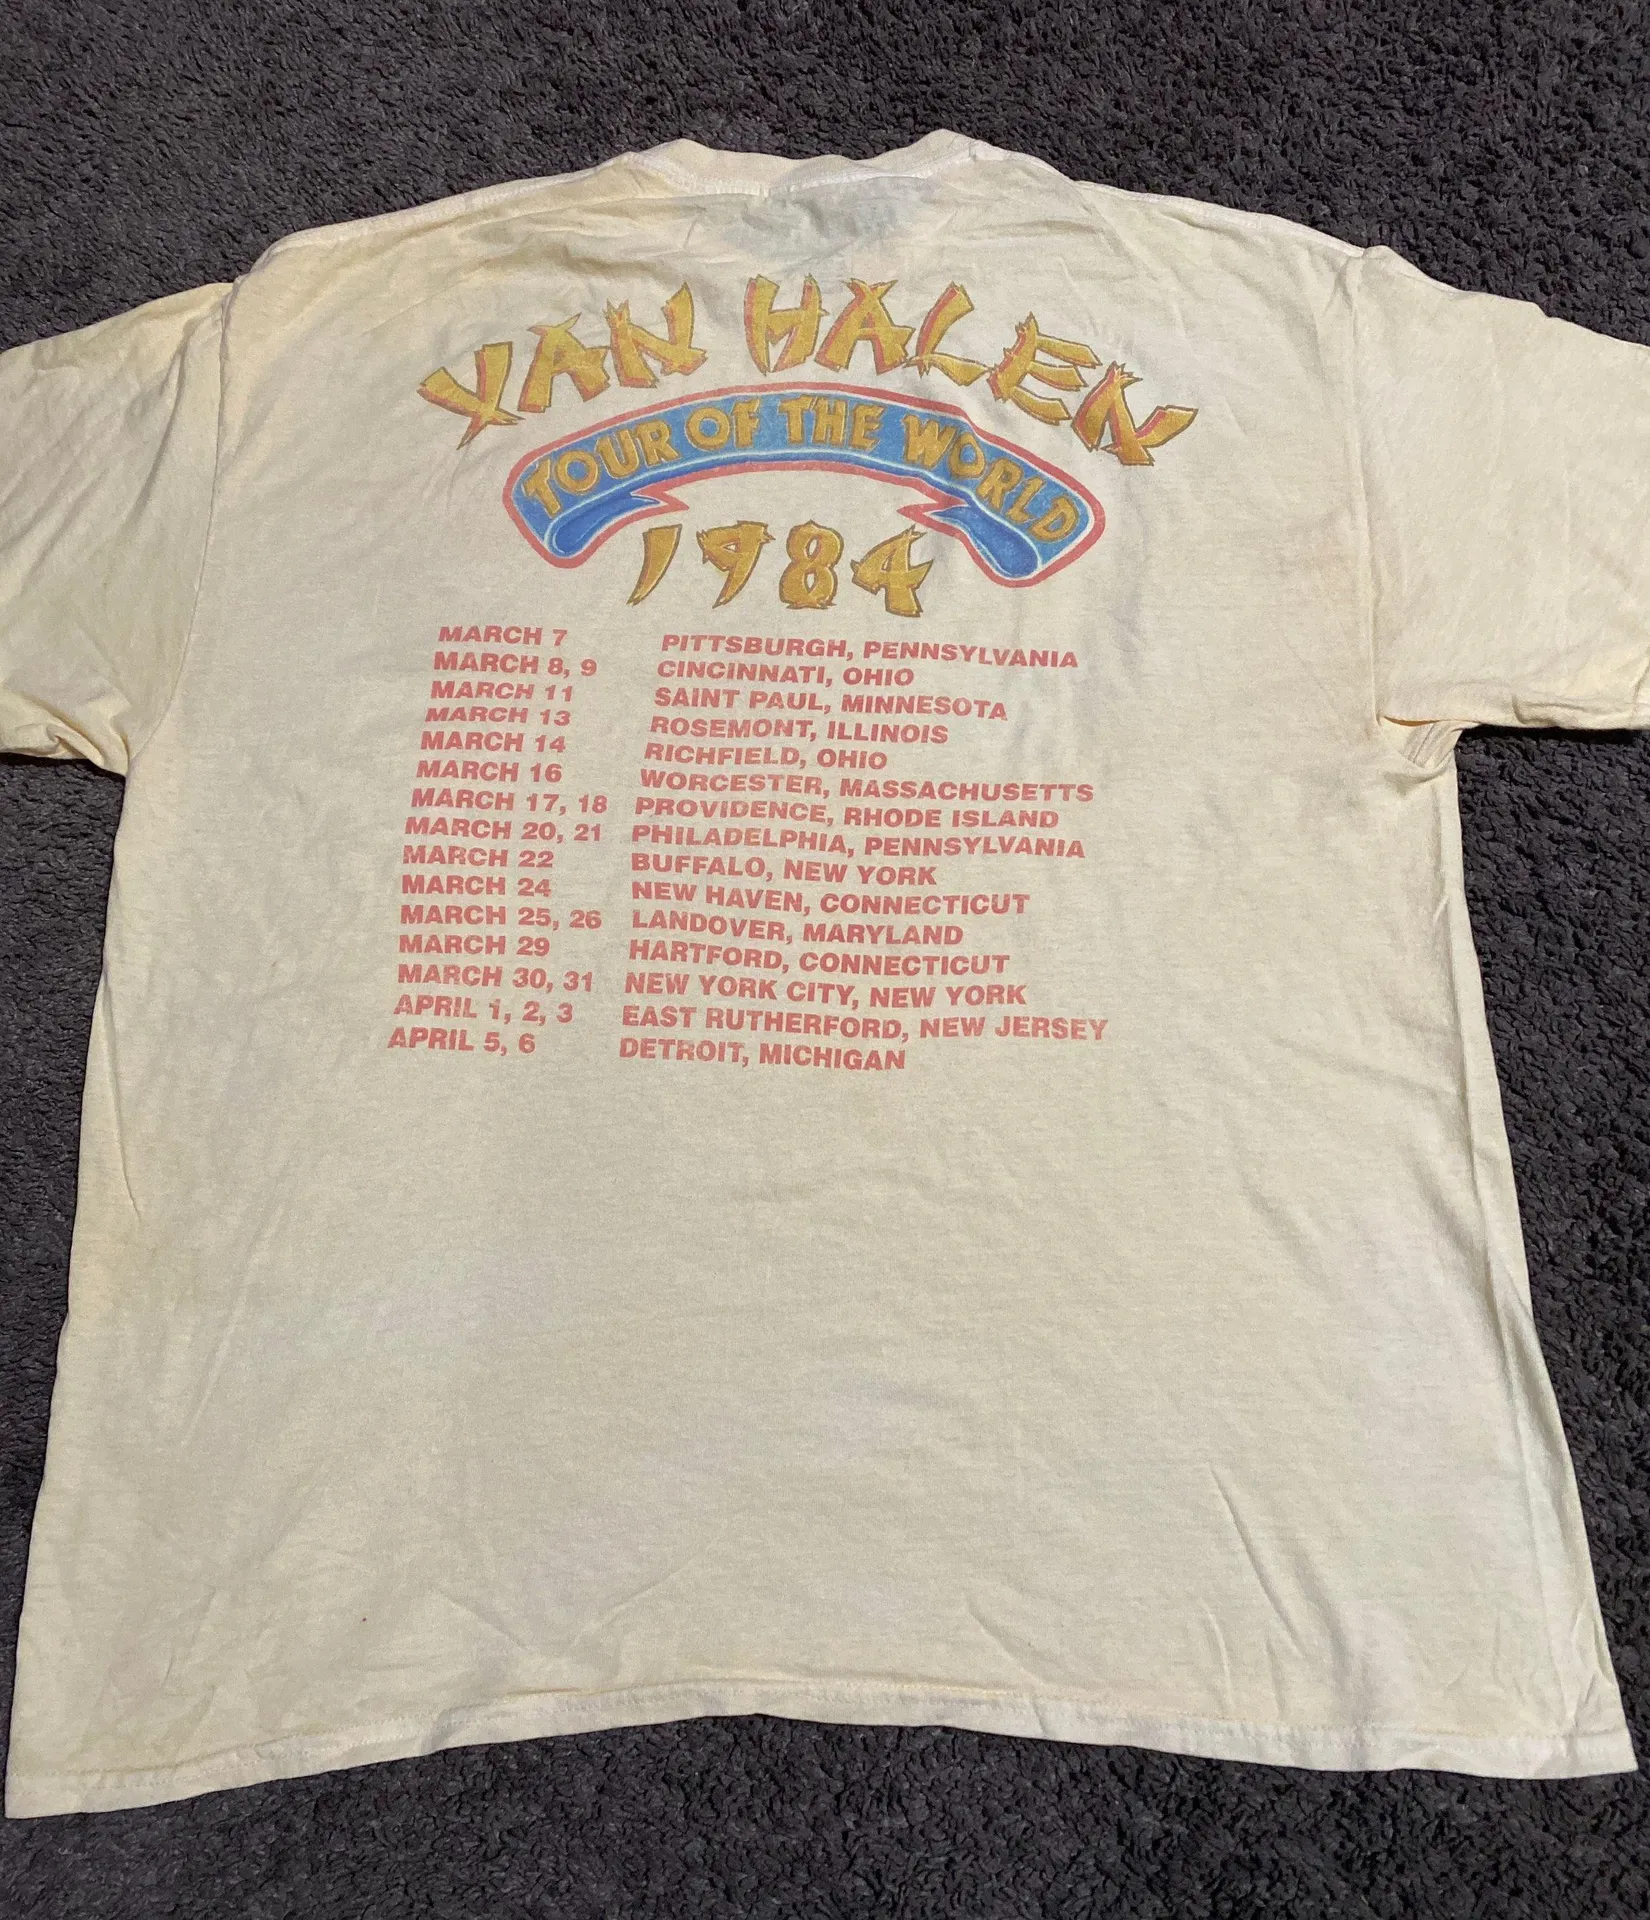 VAN HALEN
TOUR OF THE WORLD
1984
MARCH 7 PITTSBURGH, PENNSYLVANIA
MARCH 8, 9 CINCINNATI, OHIO
MARCH 11 SAINT PAUL, MINNESOTA
MARCH 13 ROSEMONT, ILLINOIS
MARCH 14 RICHFIELD, OHIO
MARCH 16 WORCESTER, MASSACHUSETTS
MARCH 17, 18 PROVIDENCE, RHODE ISLAND
MARCH 20, 21 PHILADELPHIA, PENNSYLVANIA
MARCH 22 BUFFALO, NEW YORK
MARCH 24 NEW HAVEN, CONNECTICUT
MARCH 25, 26 LANDOVER, MARYLAND
MARCH 29 HARTFORD, CONNECTICUT
MARCH 30, 31 NEW YORK CITY, NEW YORK
APRIL 1, 2, 3 EAST RUTHERFORD, NEW JERSEY
APRIL 5, 6 DETROIT, MICHIGAN